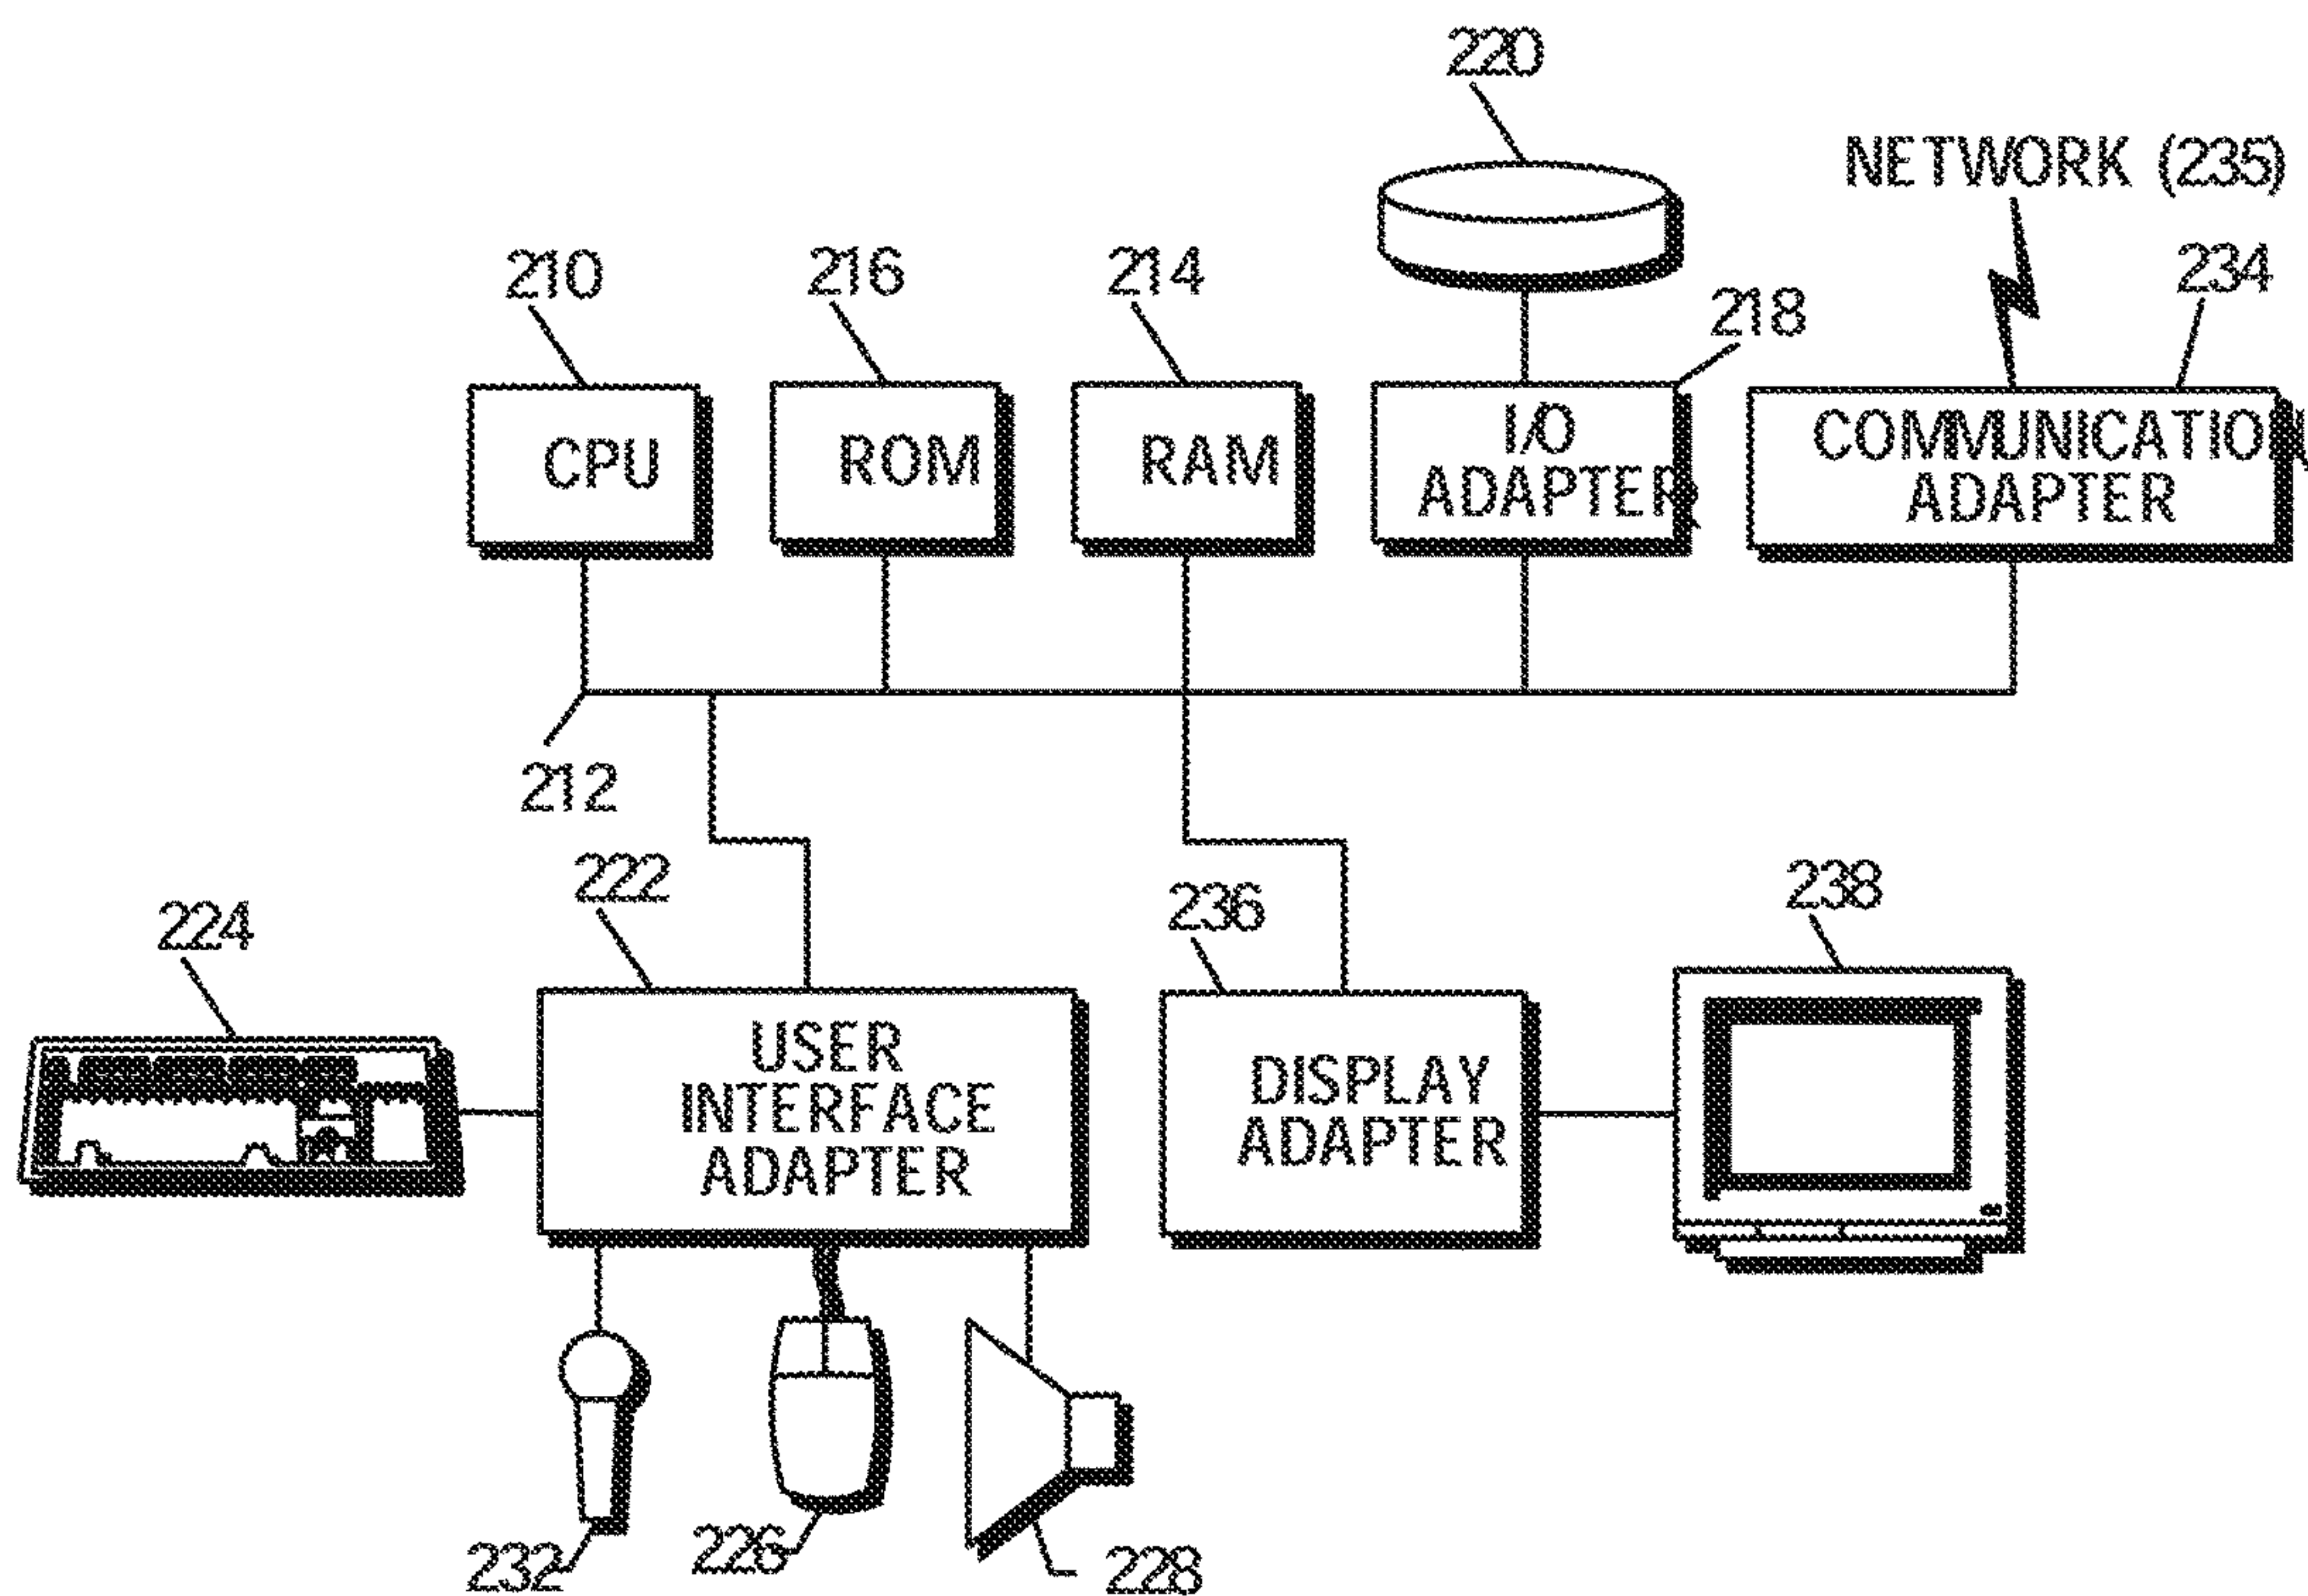 220
NETWORK (235)
210
216
214
218
234
CPU
ROM
RAM
I/O
ADAPTER
COMMUNICATION
ADAPTER
212
222
224
236
238
USER
INTERFACE
ADAPTER
DISPLAY
ADAPTER
232
226
228